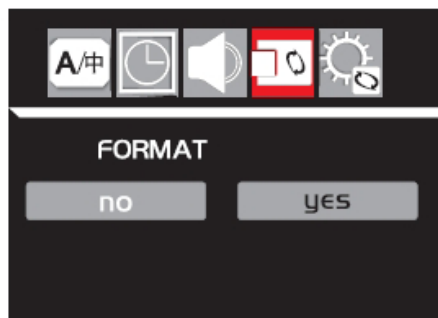 A/中
FORMAT
no yes